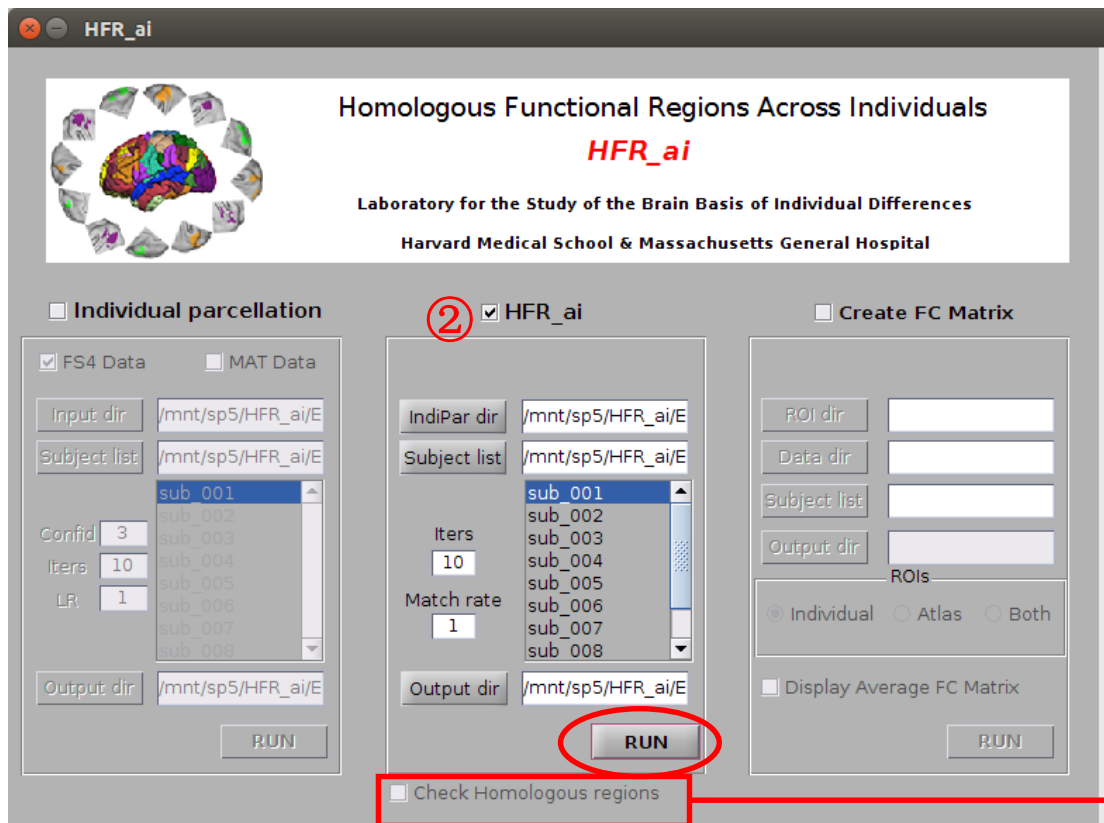 HFR_ai
Homologous Functional Regions Across Individuals
HFR_ai
Laboratory for the Study of the Brain Basis of Individual Differences
Harvard Medical School & Massachusetts General Hospital
Individual parcellation
FS4 Data MAT Data
Input dir /mnt/sp5/HFR_ai/E
Subject list /mnt/sp5/HFR_ai/E
sub_001
sub_002
sub_003
sub_004
sub_005
sub_006
sub_007
sub_008
Confid 3
Iters 10
LR 1
Output dir /mnt/sp5/HFR_ai/E
RUN
② HFR_ai
IndiPar dir /mnt/sp5/HFR_ai/E
Subject list /mnt/sp5/HFR_ai/E
sub_001
sub_002
sub_003
sub_004
sub_005
sub_006
sub_007
sub_008
Iters
10
Match rate
1
Output dir /mnt/sp5/HFR_ai/E
RUN
Check Homologous regions
Create FC Matrix
ROI dir
Data dir
Subject list
Output dir
ROIs
Individual Atlas Both
Display Average FC Matrix
RUN